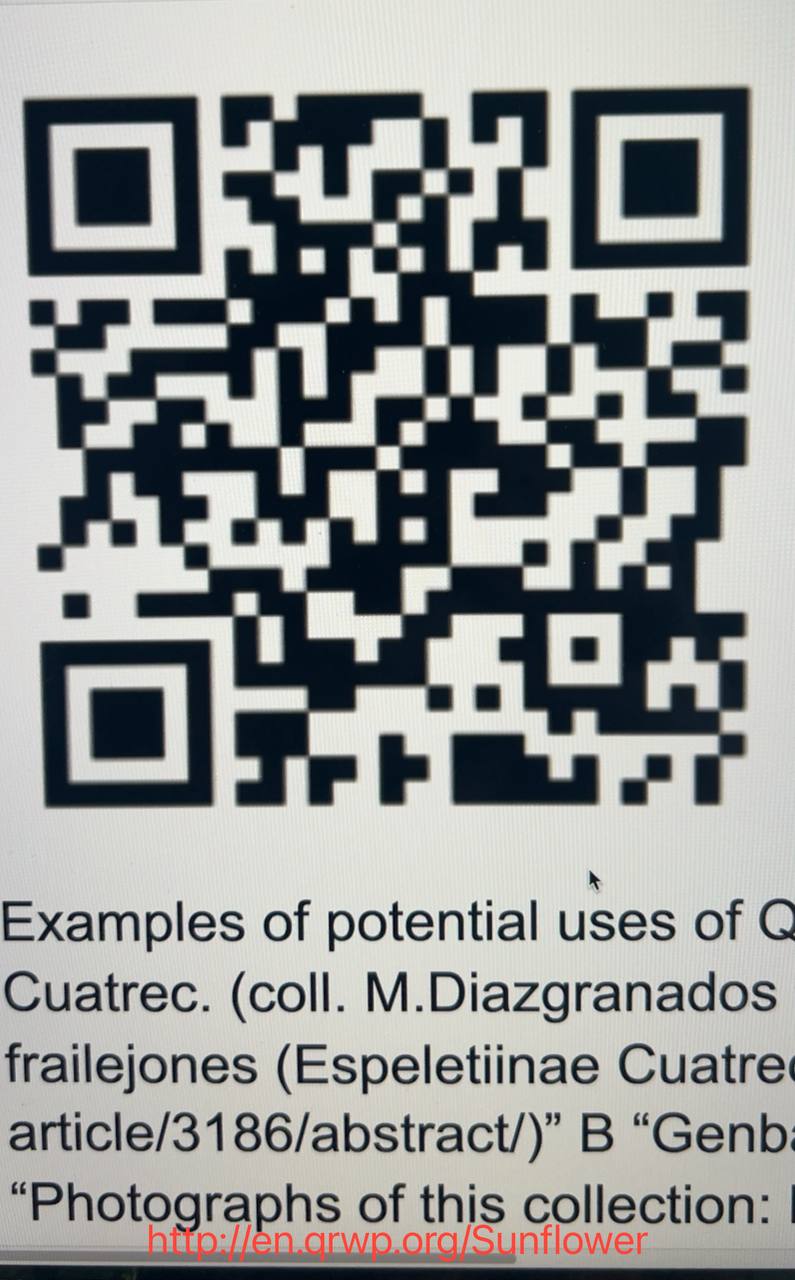 Examples of potential uses of Q
Cuatrec. (coll. M.Diazgranados
frailejones (Espeletiinae Cuatrec
article/3186/abstract/)” B “Genba
“Photographs of this collection:
http://en.qrwp.org/Sunflower